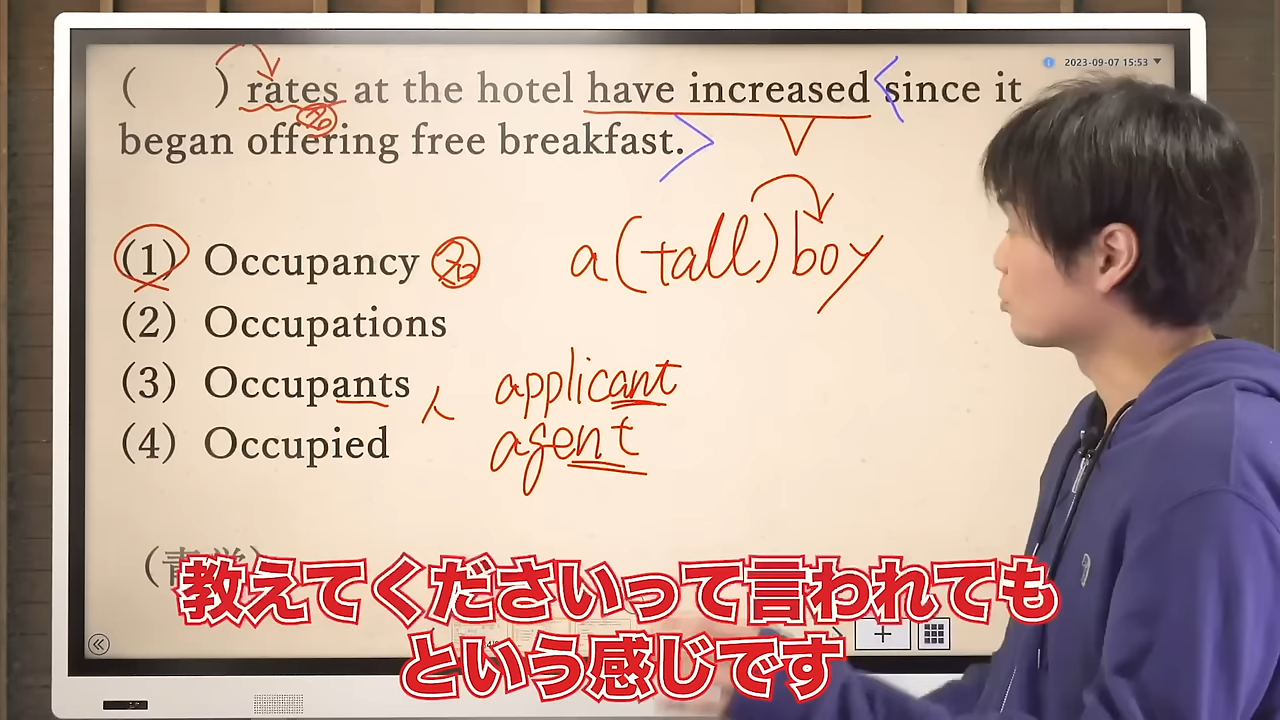 2023-09-07 15:53
( ) rates at the hotel have increased since it
began offering free breakfast.
(1) Occupancy
a (tall) boy
(2) Occupations
(3) Occupants 人 applicant
(4) Occupied agent
教えてくださいって言われても
という感じです